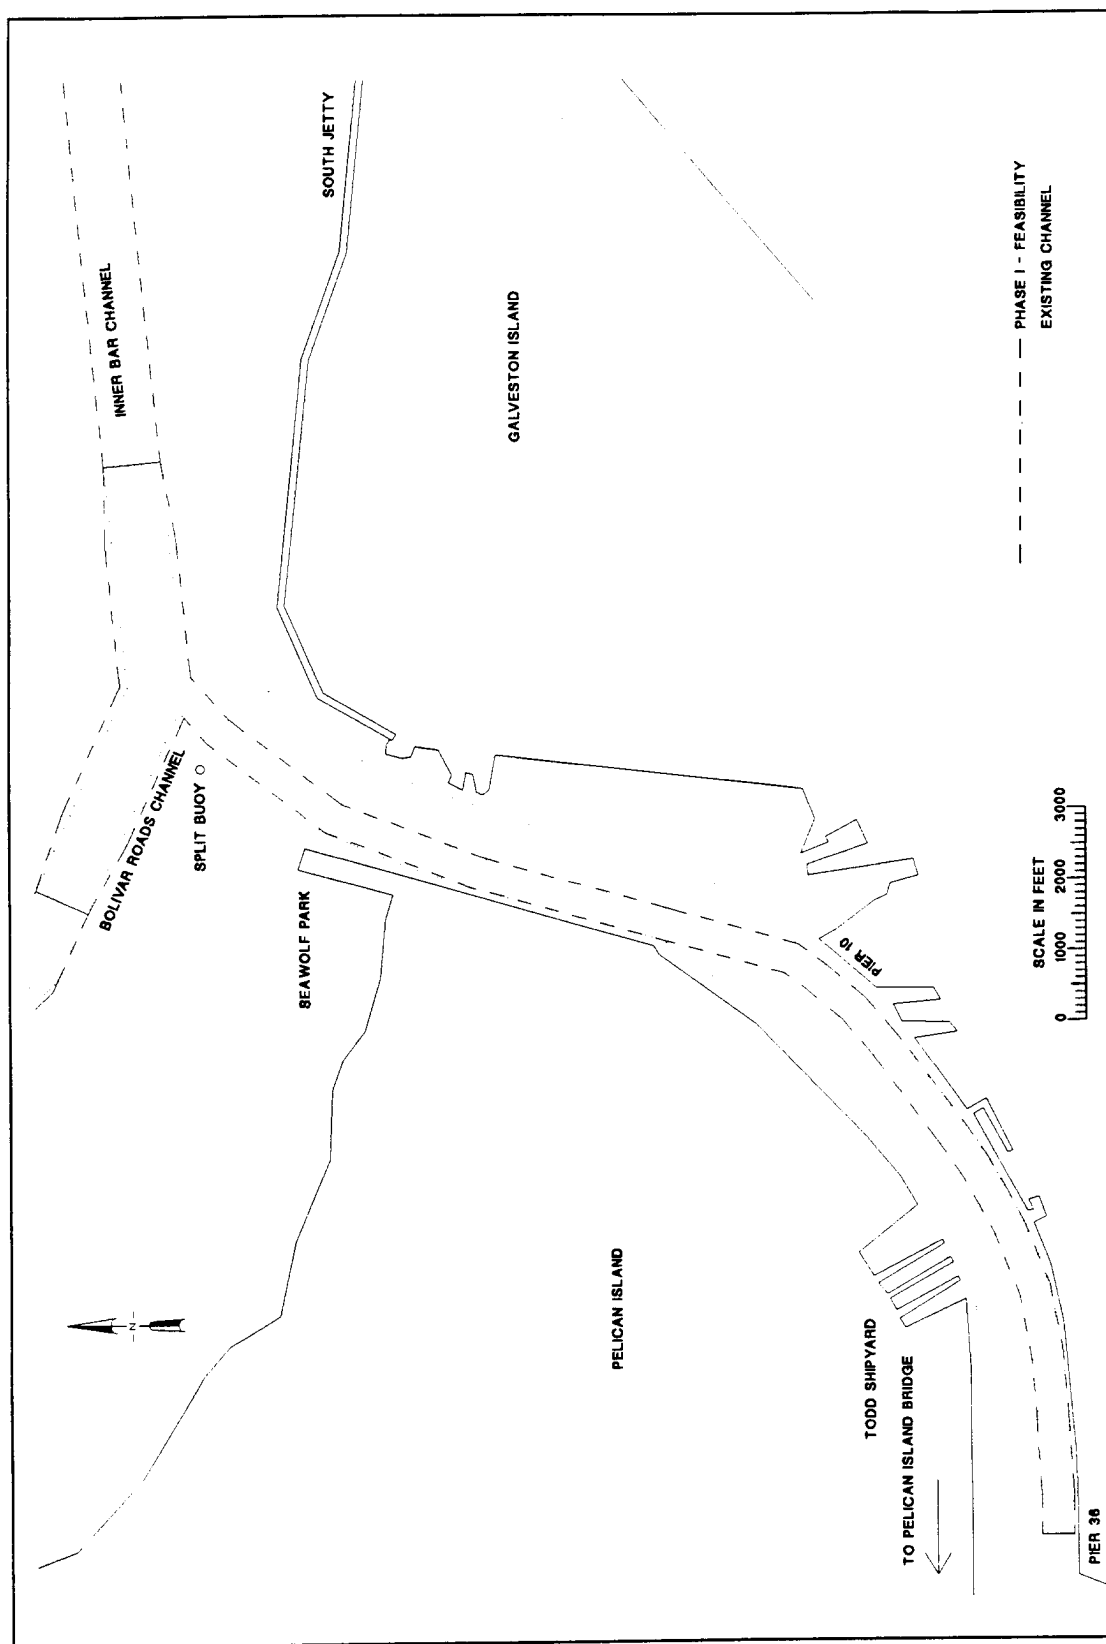 INNER BAR CHANNEL
SOUTH JETTY
BOLIVAR ROADS CHANNEL
SPLIT BUOY
SEAWOLF PARK
GALVESTON ISLAND
N
PELICAN ISLAND
PIER 10
TODD SHIPYARD
TO PELICAN ISLAND BRIDGE
PIER 36
SCALE IN FEET
0 1000 2000 3000
PHASE I - FEASIBILITY
EXISTING CHANNEL